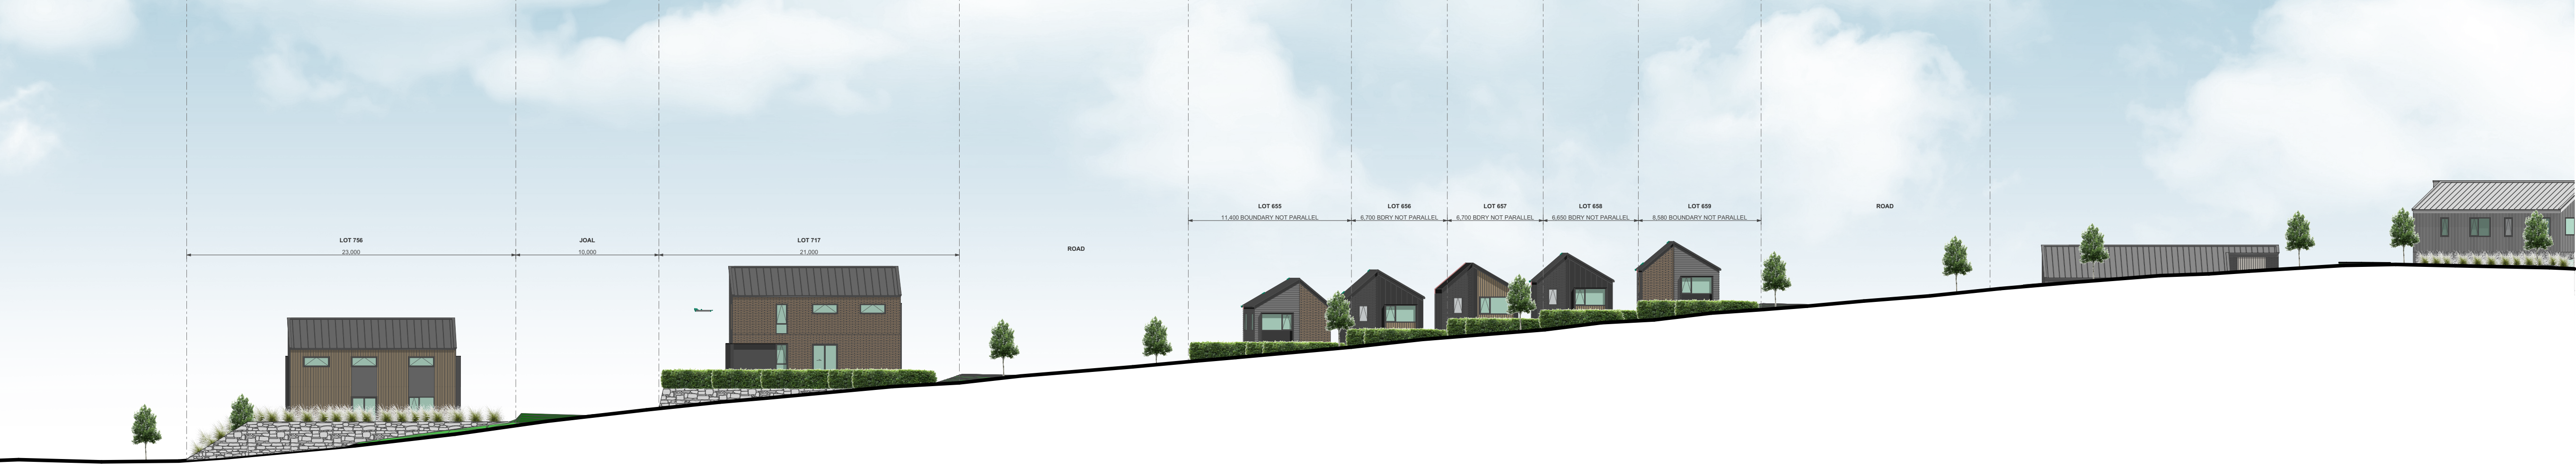 LOT 655
11,400 BOUNDARY NOT PARALLEL
LOT 656
6,700 BDRY NOT PARALLEL
LOT 657
6,700 BDRY NOT PARALLEL
LOT 658
6,650 BDRY NOT PARALLEL
LOT 659
8,580 BOUNDARY NOT PARALLEL
ROAD
LOT 756
23,000
JOAL
10,000
LOT 717
21,000
ROAD